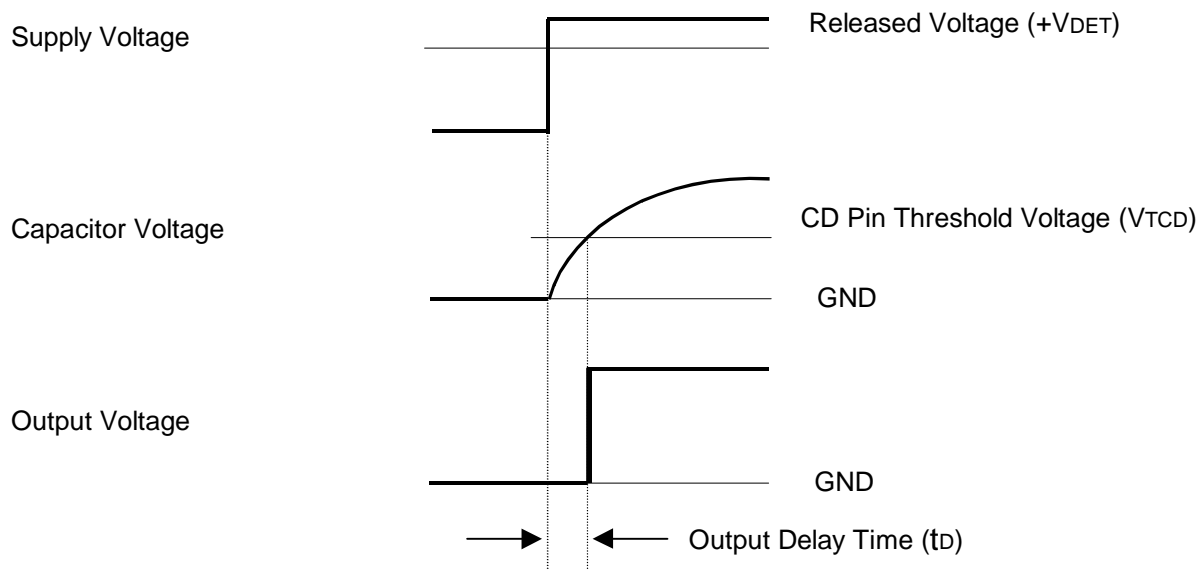 Supply Voltage
Released Voltage (+VDET)
Capacitor Voltage
CD Pin Threshold Voltage (VTCD)
GND
Output Voltage
GND
Output Delay Time (tD)